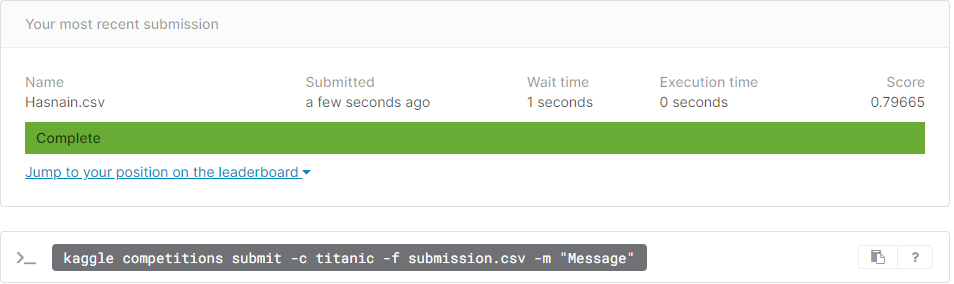 Your most recent submission
Name Submitted Wait time Execution time Score
Hasnain.csv a few seconds ago 1 seconds 0 seconds 0.79665
Complete
Jump to your position on the leaderboard
>_ kaggle competitions submit -c titanic -f submission.csv -m "Message" ?